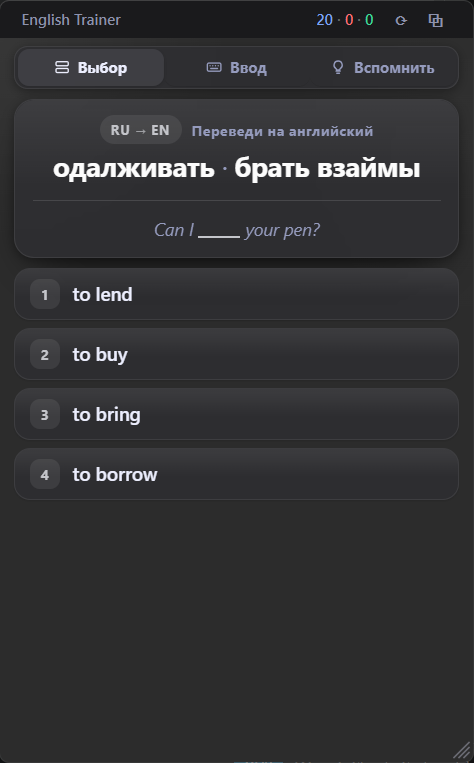 English Trainer 20 · 0 · 0
Выбор Ввод Вспомнить
RU → EN Переведи на английский
одалживать · брать взаймы
Can I _____ your pen?
1 to lend
2 to buy
3 to bring
4 to borrow